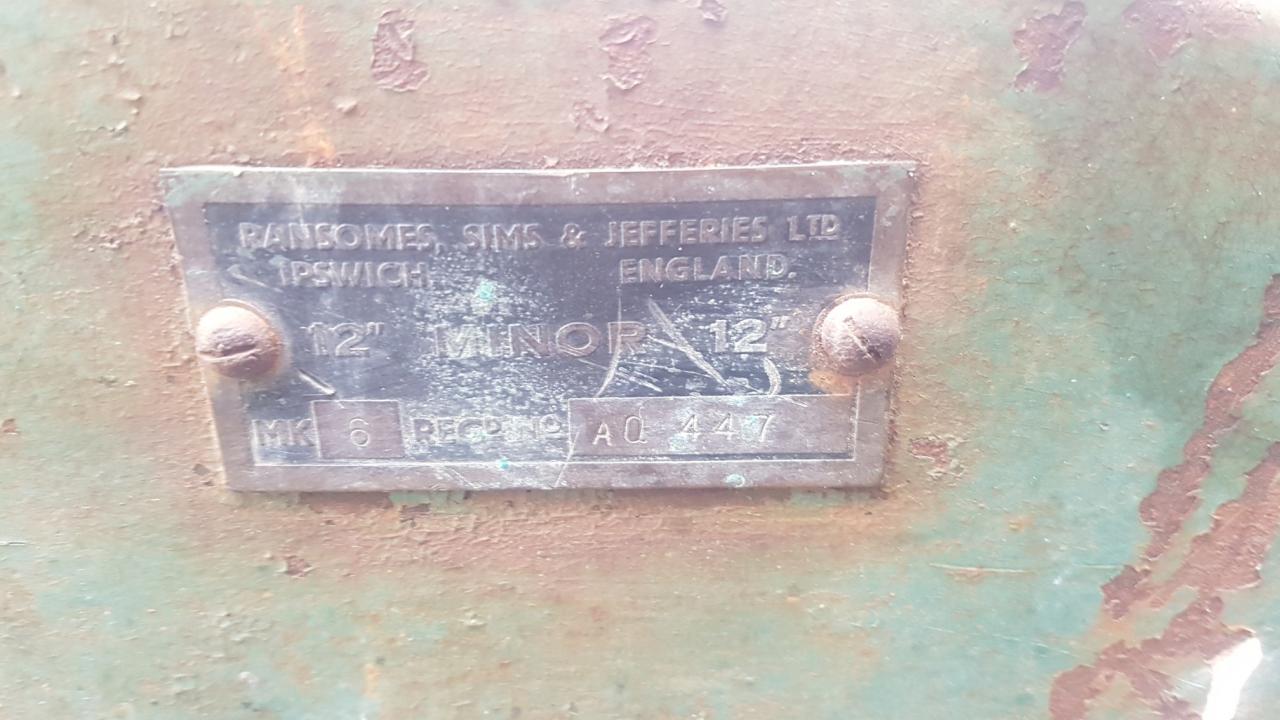 RANSOMES, SIMS & JEFFERIES LTD
IPSWICH ENGLAND.
12" MINOR 12"
MK 6 REGD. NO. AQ 447